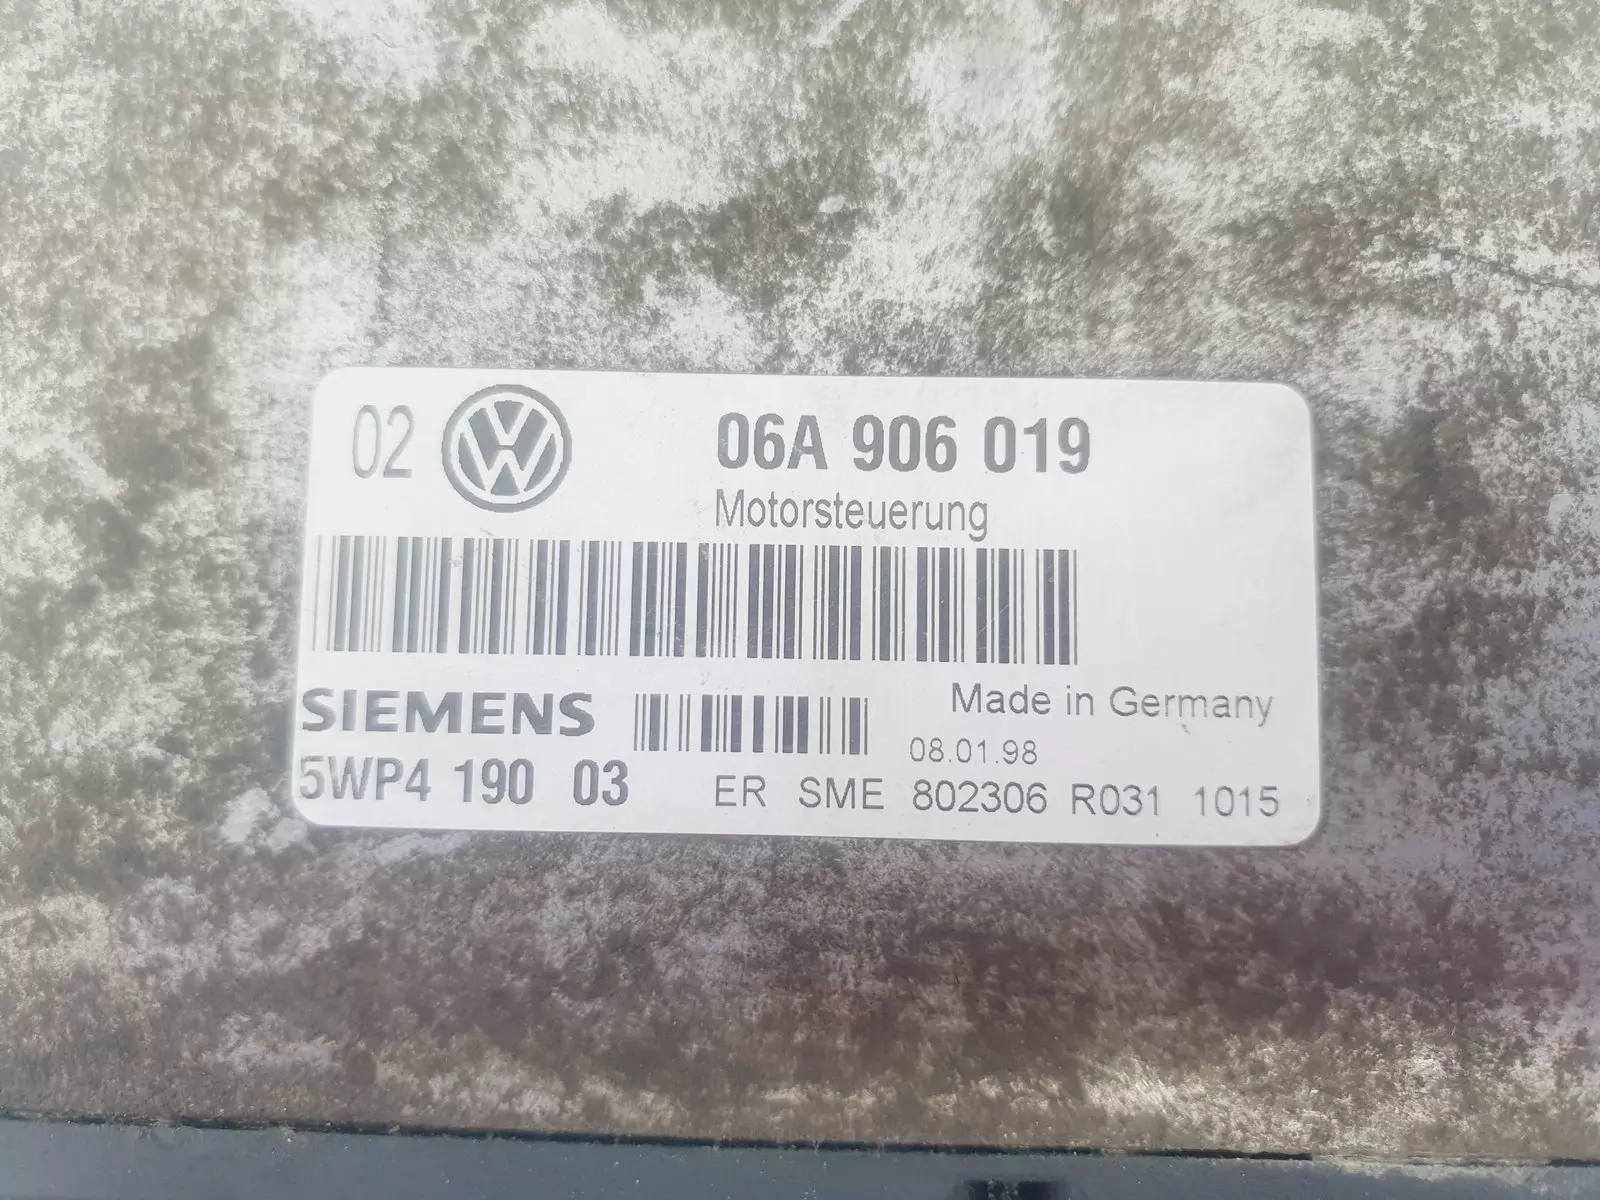 02 06A 906 019
Motorsteuerung
SIEMENS
Made in Germany
08.01.98
5WP4 190 03
ER SME 802306 R031 1015